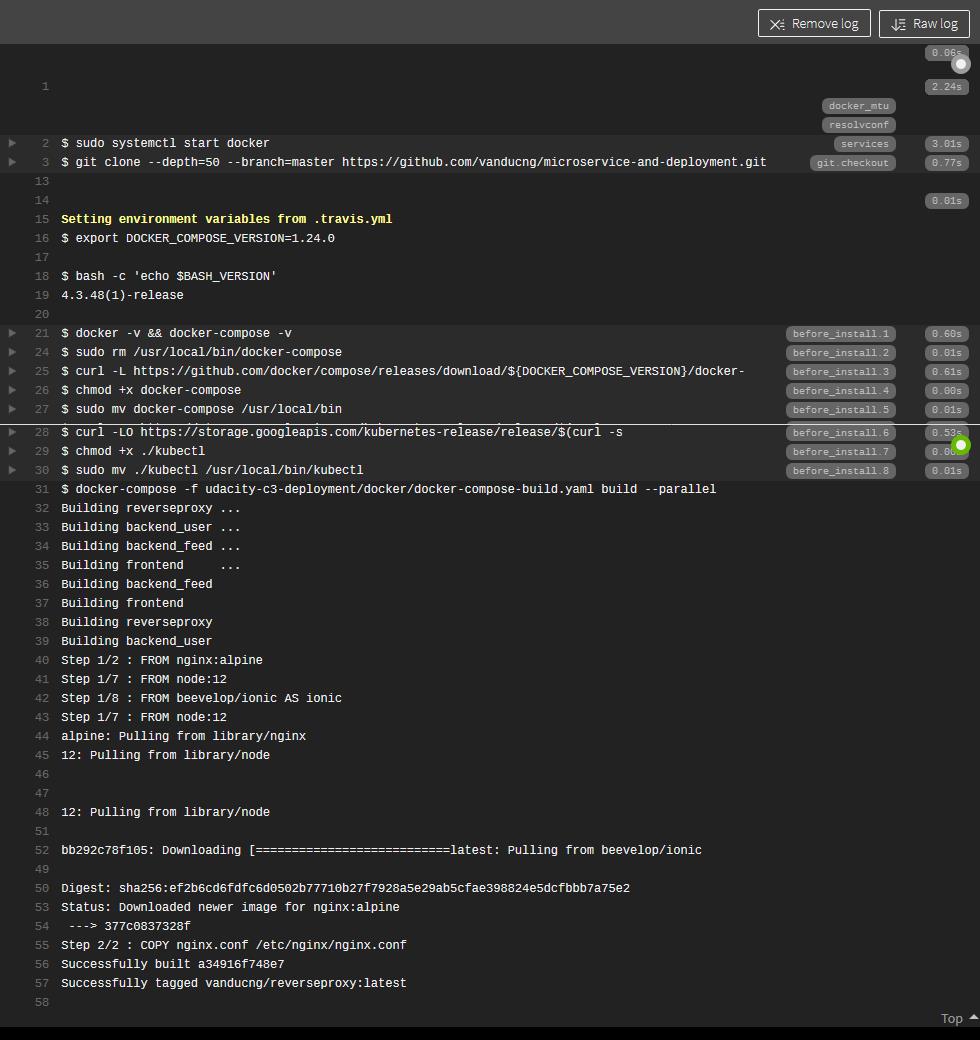 Remove log Raw log
0.06s
1 2.24s
docker_mtu
resolvconf
2 $ sudo systemctl start docker services 3.01s
3 $ git clone --depth=50 --branch=master https://github.com/vanducng/microservice-and-deployment.git git.checkout 0.77s
13
14 0.01s
15 Setting environment variables from .travis.yml
16 $ export DOCKER_COMPOSE_VERSION=1.24.0
17
18 $ bash -c 'echo $BASH_VERSION'
19 4.3.48(1)-release
20
21 $ docker -v && docker-compose -v before_install.1 0.60s
24 $ sudo rm /usr/local/bin/docker-compose before_install.2 0.01s
25 $ curl -L https://github.com/docker/compose/releases/download/${DOCKER_COMPOSE_VERSION}/docker- before_install.3 0.61s
26 $ chmod +x docker-compose before_install.4 0.00s
27 $ sudo mv docker-compose /usr/local/bin before_install.5 0.01s
28 $ curl -LO https://storage.googleapis.com/kubernetes-release/release/$(curl -s before_install.6 0.53s
29 $ chmod +x ./kubectl before_install.7
30 $ sudo mv ./kubectl /usr/local/bin/kubectl before_install.8 0.01s
31 $ docker-compose -f udacity-c3-deployment/docker/docker-compose-build.yaml build --parallel
32 Building reverseproxy ...
33 Building backend_user ...
34 Building backend_feed ...
35 Building frontend     ...
36 Building backend_feed
37 Building frontend
38 Building reverseproxy
39 Building backend_user
40 Step 1/2 : FROM nginx:alpine
41 Step 1/7 : FROM node:12
42 Step 1/8 : FROM beevelop/ionic AS ionic
43 Step 1/7 : FROM node:12
44 alpine: Pulling from library/nginx
45 12: Pulling from library/node
46
47
48 12: Pulling from library/node
51
52 bb292c78f105: Downloading [===========================latest: Pulling from beevelop/ionic
49
50 Digest: sha256:ef2b6cd6fdfc6d0502b77710b27f7928a5e29ab5cfae398824e5dcfbbb7a75e2
53 Status: Downloaded newer image for nginx:alpine
54  ---> 377c0837328f
55 Step 2/2 : COPY nginx.conf /etc/nginx/nginx.conf
56 Successfully built a34916f748e7
57 Successfully tagged vanducng/reverseproxy:latest
58
Top